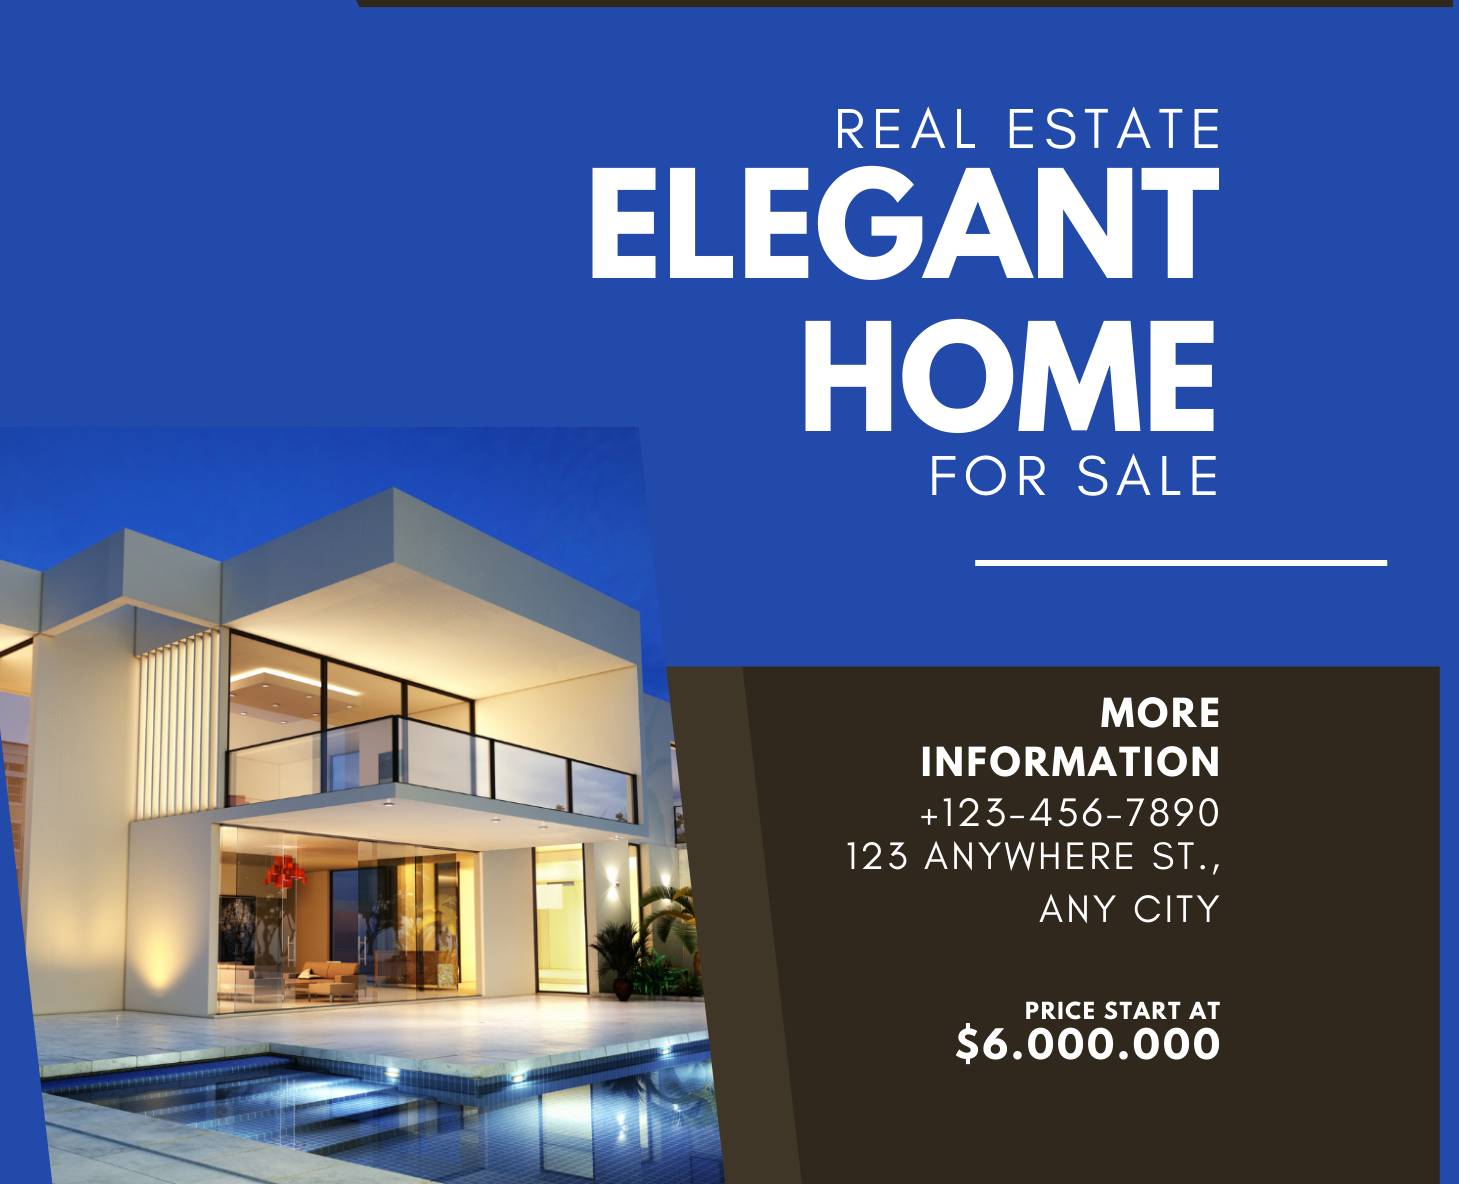 REAL ESTATE
ELEGANT
HOME
FOR SALE
MORE
INFORMATION
+123-456-7890
123 ANYWHERE ST.,
ANY CITY
PRICE START AT
$6.000.000